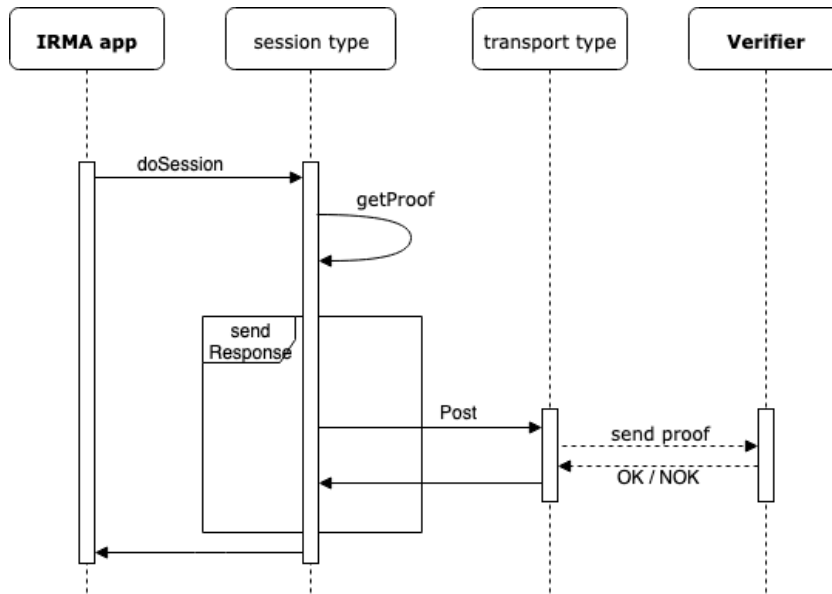 IRMA app
session type
transport type
Verifier
doSession
getProof
send
Response
Post
send proof
OK / NOK